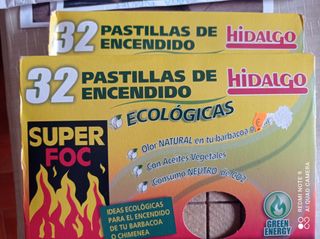 32 PASTILLAS DE
ENCENDIDO
HIDALGO
32 PASTILLAS DE
ENCENDIDO
HIDALGO
ECOLÓGICAS
SUPER
FOC
Olor NATURAL en tu barbacoa
Con Aceites Vegetales
Consumo NEUTRO de CO2
IDEAS ECOLÓGICAS
PARA EL ENCENDIDO
DE TU BARBACOA
O CHIMENEA
GREEN
ENERGY
REDMI NOTE 8
AI QUAD CAMERA